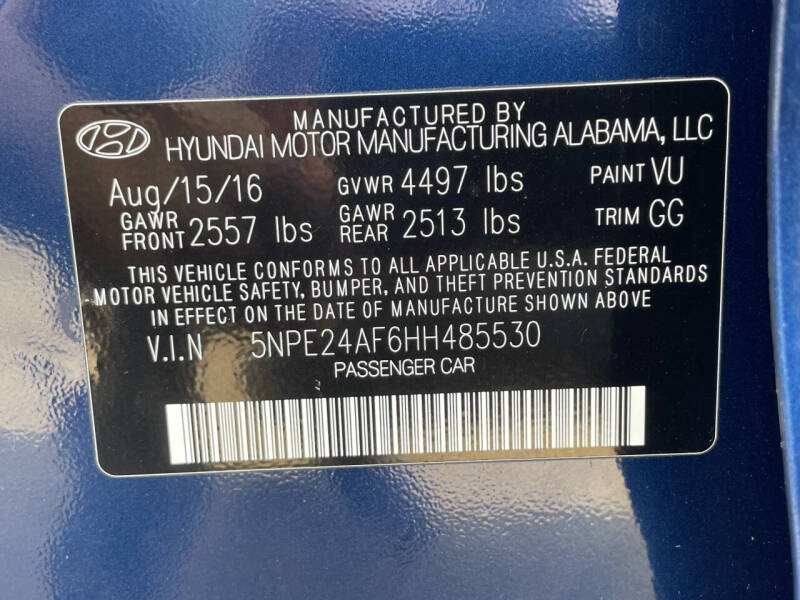 MANUFACTURED BY
HYUNDAI MOTOR MANUFACTURING ALABAMA, LLC
Aug/15/16 GVWR 4497 lbs PAINT VU
GAWR FRONT 2557 lbs GAWR REAR 2513 lbs TRIM GG
THIS VEHICLE CONFORMS TO ALL APPLICABLE U.S.A. FEDERAL
MOTOR VEHICLE SAFETY, BUMPER, AND THEFT PREVENTION STANDARDS
IN EFFECT ON THE DATE OF MANUFACTURE SHOWN ABOVE
V.I.N 5NPE24AF6HH485530
PASSENGER CAR